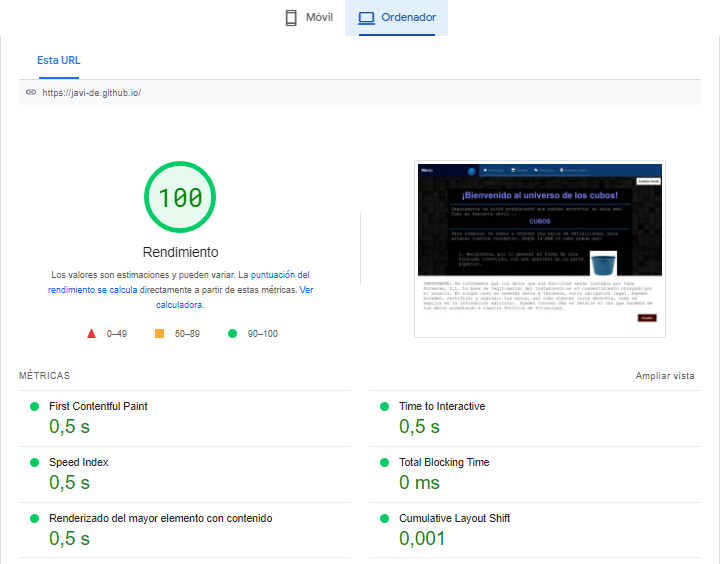 Móvil
Ordenador
Esta URL
https://javi-de.github.io/
100
Rendimiento
Los valores son estimaciones y pueden variar. La puntuación del
rendimiento se calcula directamente a partir de estas métricas. Ver
calculadora.
0–49
50–89
90–100
¡Bienvenido al universo de los cubos!
CUBOS
MÉTRICAS
Ampliar vista
First Contentful Paint
0,5 s
Time to Interactive
0,5 s
Speed Index
0,5 s
Total Blocking Time
0 ms
Renderizado del mayor elemento con contenido
0,5 s
Cumulative Layout Shift
0,001